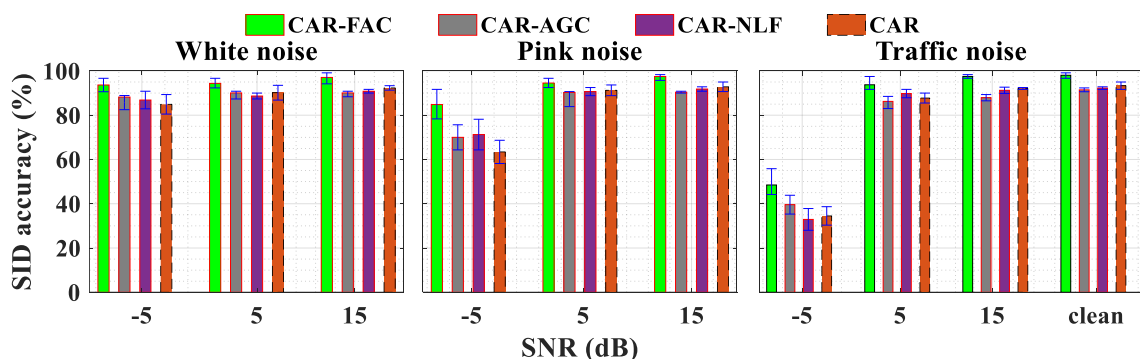 CAR-FAC CAR-AGC CAR-NLF CAR
White noise Pink noise Traffic noise
SID accuracy (%)
100
80
60
40
20
0
-5 5 15 -5 5 15 -5 5 15 clean
SNR (dB)